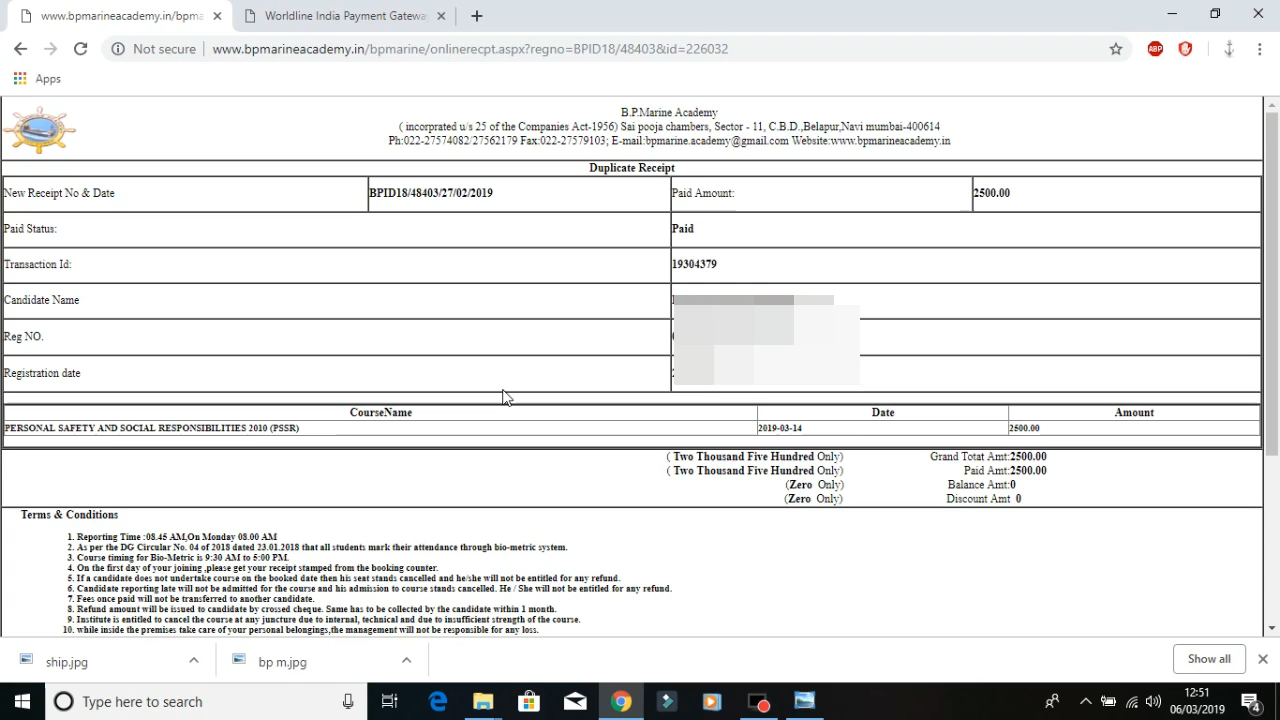 www.bpmarineacademy.in/bpma
Worldline India Payment Gateway
Not secure
www.bpmarineacademy.in/bpmarine/onlinerecpt.aspx?regno=BPID18/48403&id=226032
ABP
Apps
B.P.Marine Academy
( incorprated u/s 25 of the Companies Act-1956) Sai pooja chambers, Sector - 11, C.B.D.,Belapur,Navi mumbai-400614
Ph:022-27574082/27562179 Fax:022-27579103; E-mail:bpmarine.academy@gmail.com Website:www.bpmarineacademy.in
Duplicate Receipt
New Receipt No & Date BPID18/48403/27/02/2019 Paid Amount: 2500.00
Paid Status: Paid
Transaction Id: 19304379
Candidate Name
Reg NO.
Registration date
CourseName Date Amount
PERSONAL SAFETY AND SOCIAL RESPONSIBILITIES 2010 (PSSR) 2019-03-14 2500.00
( Two Thousand Five Hundred Only) Grand Totat Amt:2500.00
( Two Thousand Five Hundred Only) Paid Amt:2500.00
(Zero Only) Balance Amt:0
(Zero Only) Discount Amt 0
Terms & Conditions
1. Reporting Time :08.45 AM,On Monday 08.00 AM
2. As per the DG Circular No. 04 of 2018 dated 23.01.2018 that all students mark their attendance through bio-metric system.
3. Course timing for Bio-Metric is 9:30 AM to 5:00 PM.
4. On the first day of your joining ,please get your receipt stamped from the booking counter.
5. If a candidate does not undertake course on the booked date then his seat stands cancelled and he/she will not be entitled for any refund.
6. Candidate reporting late will not be admitted for the course and his admission to course stands cancelled. He / She will not be entitled for any refund.
7. Fees once paid will not be transferred to another candidate.
8. Refund amount will be issued to candidate by crossed cheque. Same has to be collected by the candidate within 1 month.
9. Institute is entitled to cancel the course at any juncture due to internal, technical and due to insufficient strength of the course.
10. while inside the premises take care of your personal belongings,the management will not be responsible for any loss.
ship.jpg
bp m.jpg
Show all
Type here to search
12:51
06/03/2019
4